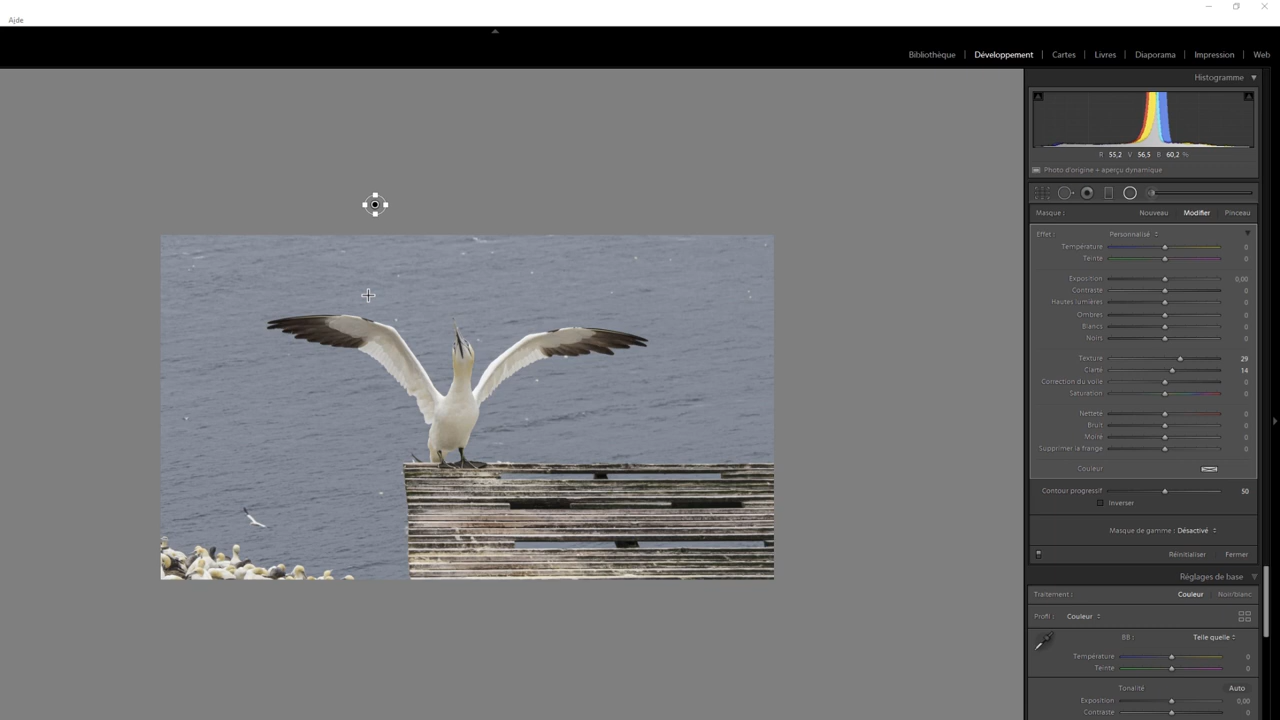 Aide
Bibliothèque | Développement | Cartes | Livres | Diaporama | Impression | Web
Histogramme
R 55,2 V 56,5 B 60,2 %
Photo d'origine + aperçu dynamique
Masque : Nouveau Modifier Pinceau
Effet : Personnalisé
Température 0
Teinte 0
Exposition 0,00
Contraste 0
Hautes lumières 0
Ombres 0
Blancs 0
Noirs 0
Texture 29
Clarté 14
Correction du voile 0
Saturation 0
Netteté 0
Bruit 0
Moiré 0
Supprimer la frange 0
Couleur
Contour progressif 50
Inverser
Masque de gamme : Désactivé
Réinitialiser Fermer
Réglages de base
Traitement : Couleur Noir/blanc
Profil : Couleur
BB : Telle quelle
Température 0
Teinte 0
Tonalité Auto
Exposition 0,00
Contraste 0